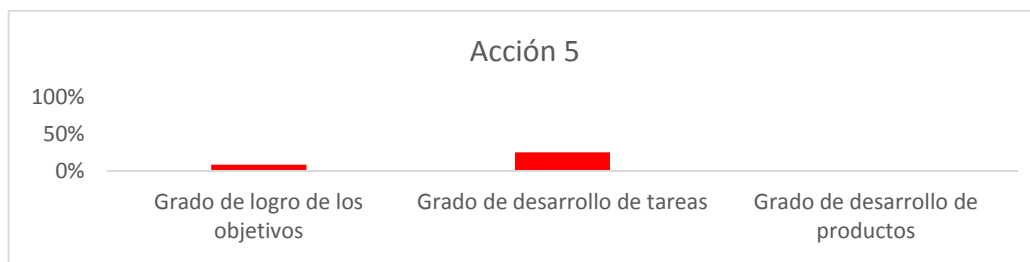 Acción 5
100%
50%
0%
Grado de logro de los
objetivos
Grado de desarrollo de tareas
Grado de desarrollo de
productos